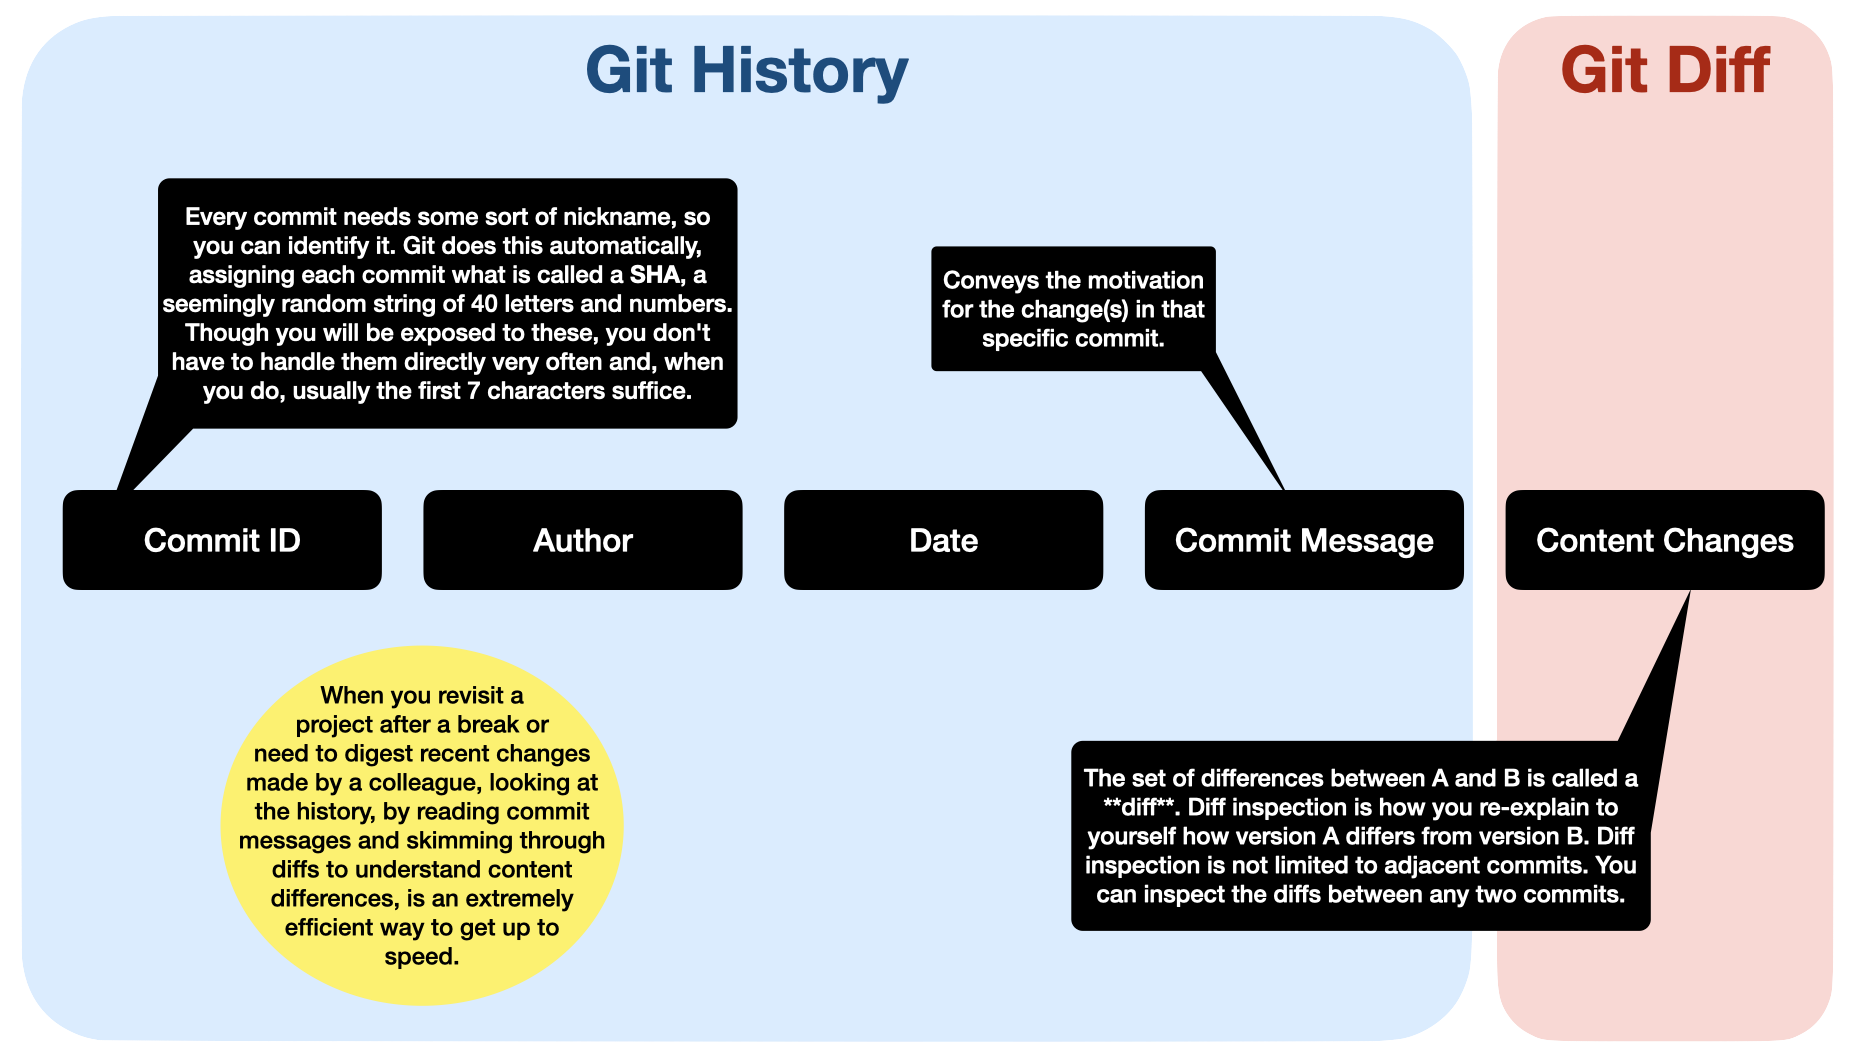 Git History
Git Diff
Every commit needs some sort of nickname, so
you can identify it. Git does this automatically,
assigning each commit what is called a SHA, a
seemingly random string of 40 letters and numbers.
Though you will be exposed to these, you don't
have to handle them directly very often and, when
you do, usually the first 7 characters suffice.
Conveys the motivation
for the change(s) in that
specific commit.
Commit ID
Author
Date
Commit Message
Content Changes
When you revisit a
project after a break or
need to digest recent changes
made by a colleague, looking at
the history, by reading commit
messages and skimming through
diffs to understand content
differences, is an extremely
efficient way to get up to
speed.
The set of differences between A and B is called a
**diff**. Diff inspection is how you re-explain to
yourself how version A differs from version B. Diff
inspection is not limited to adjacent commits. You
can inspect the diffs between any two commits.